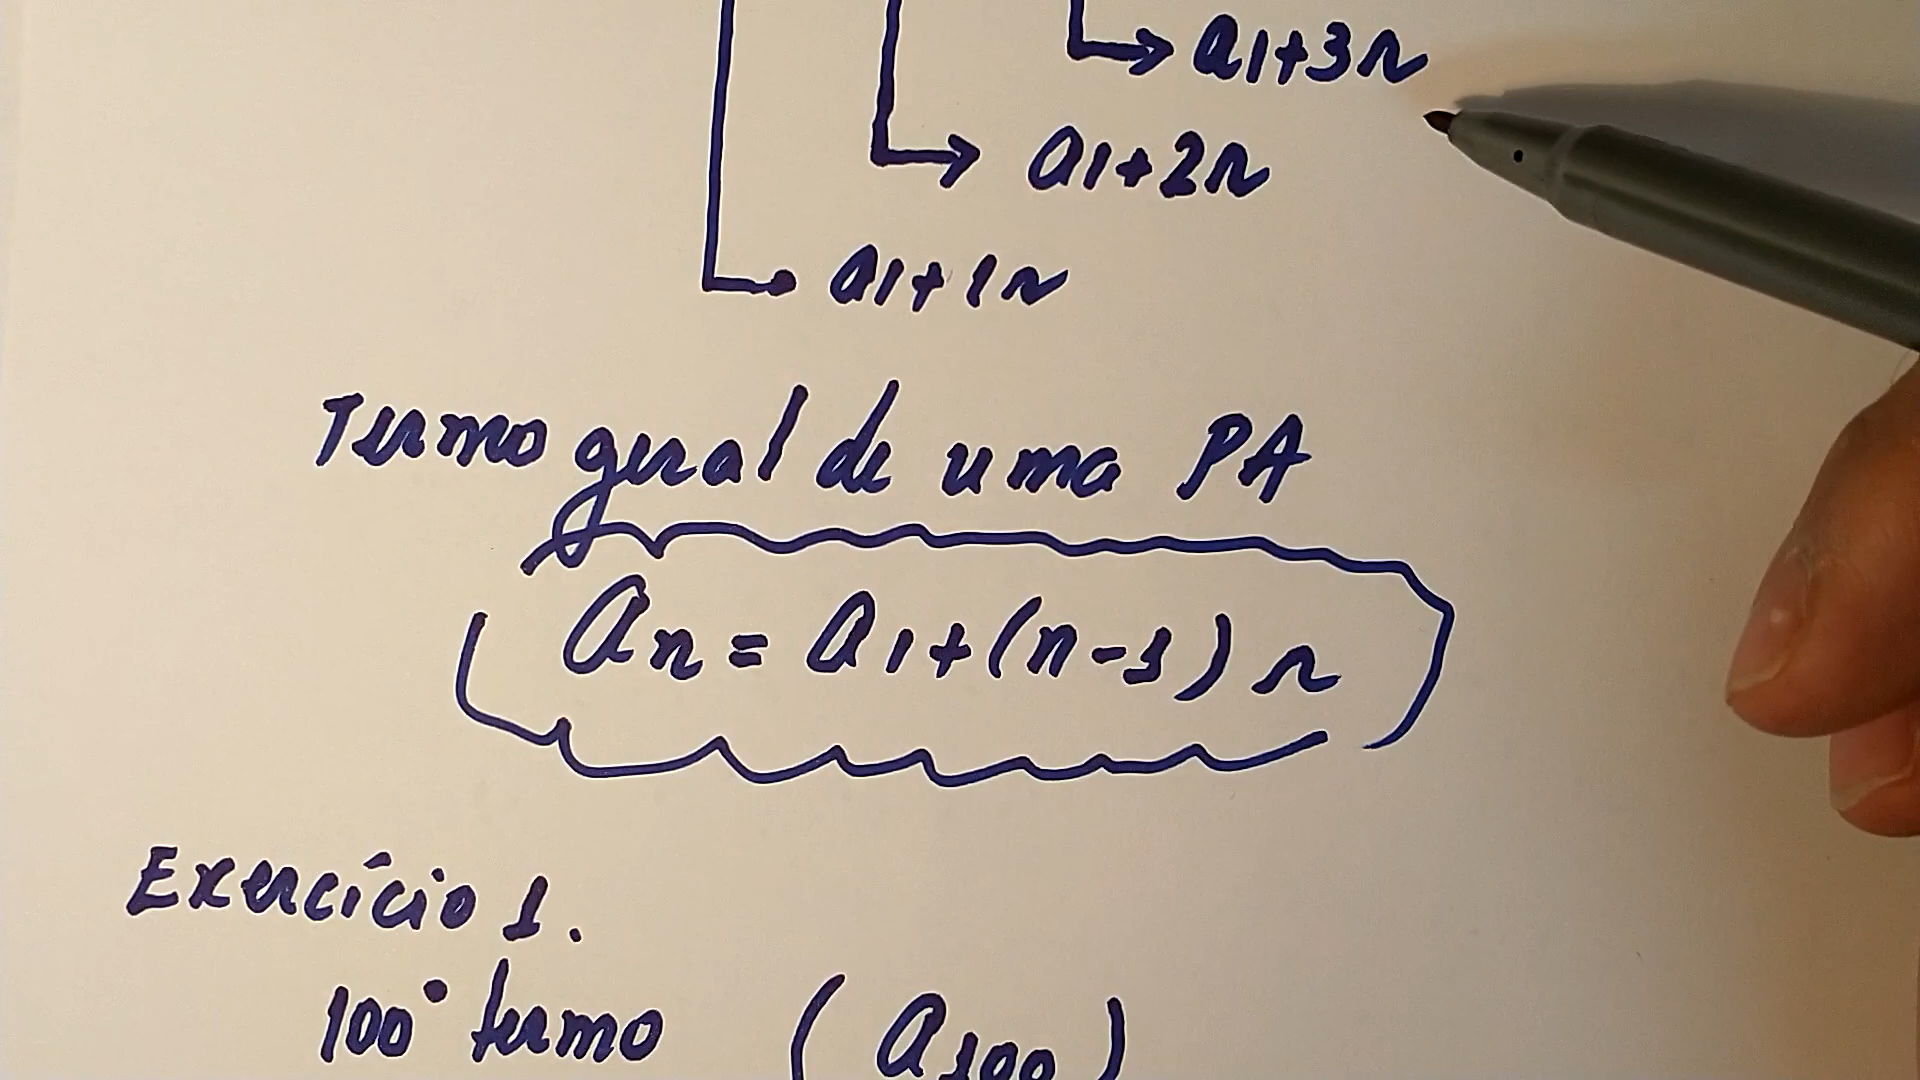 a1+3r
a1+2r
a1+1r
Termo geral de uma PA
an = a1+(n-1)r
Exercício 1.
100° termo (a100)